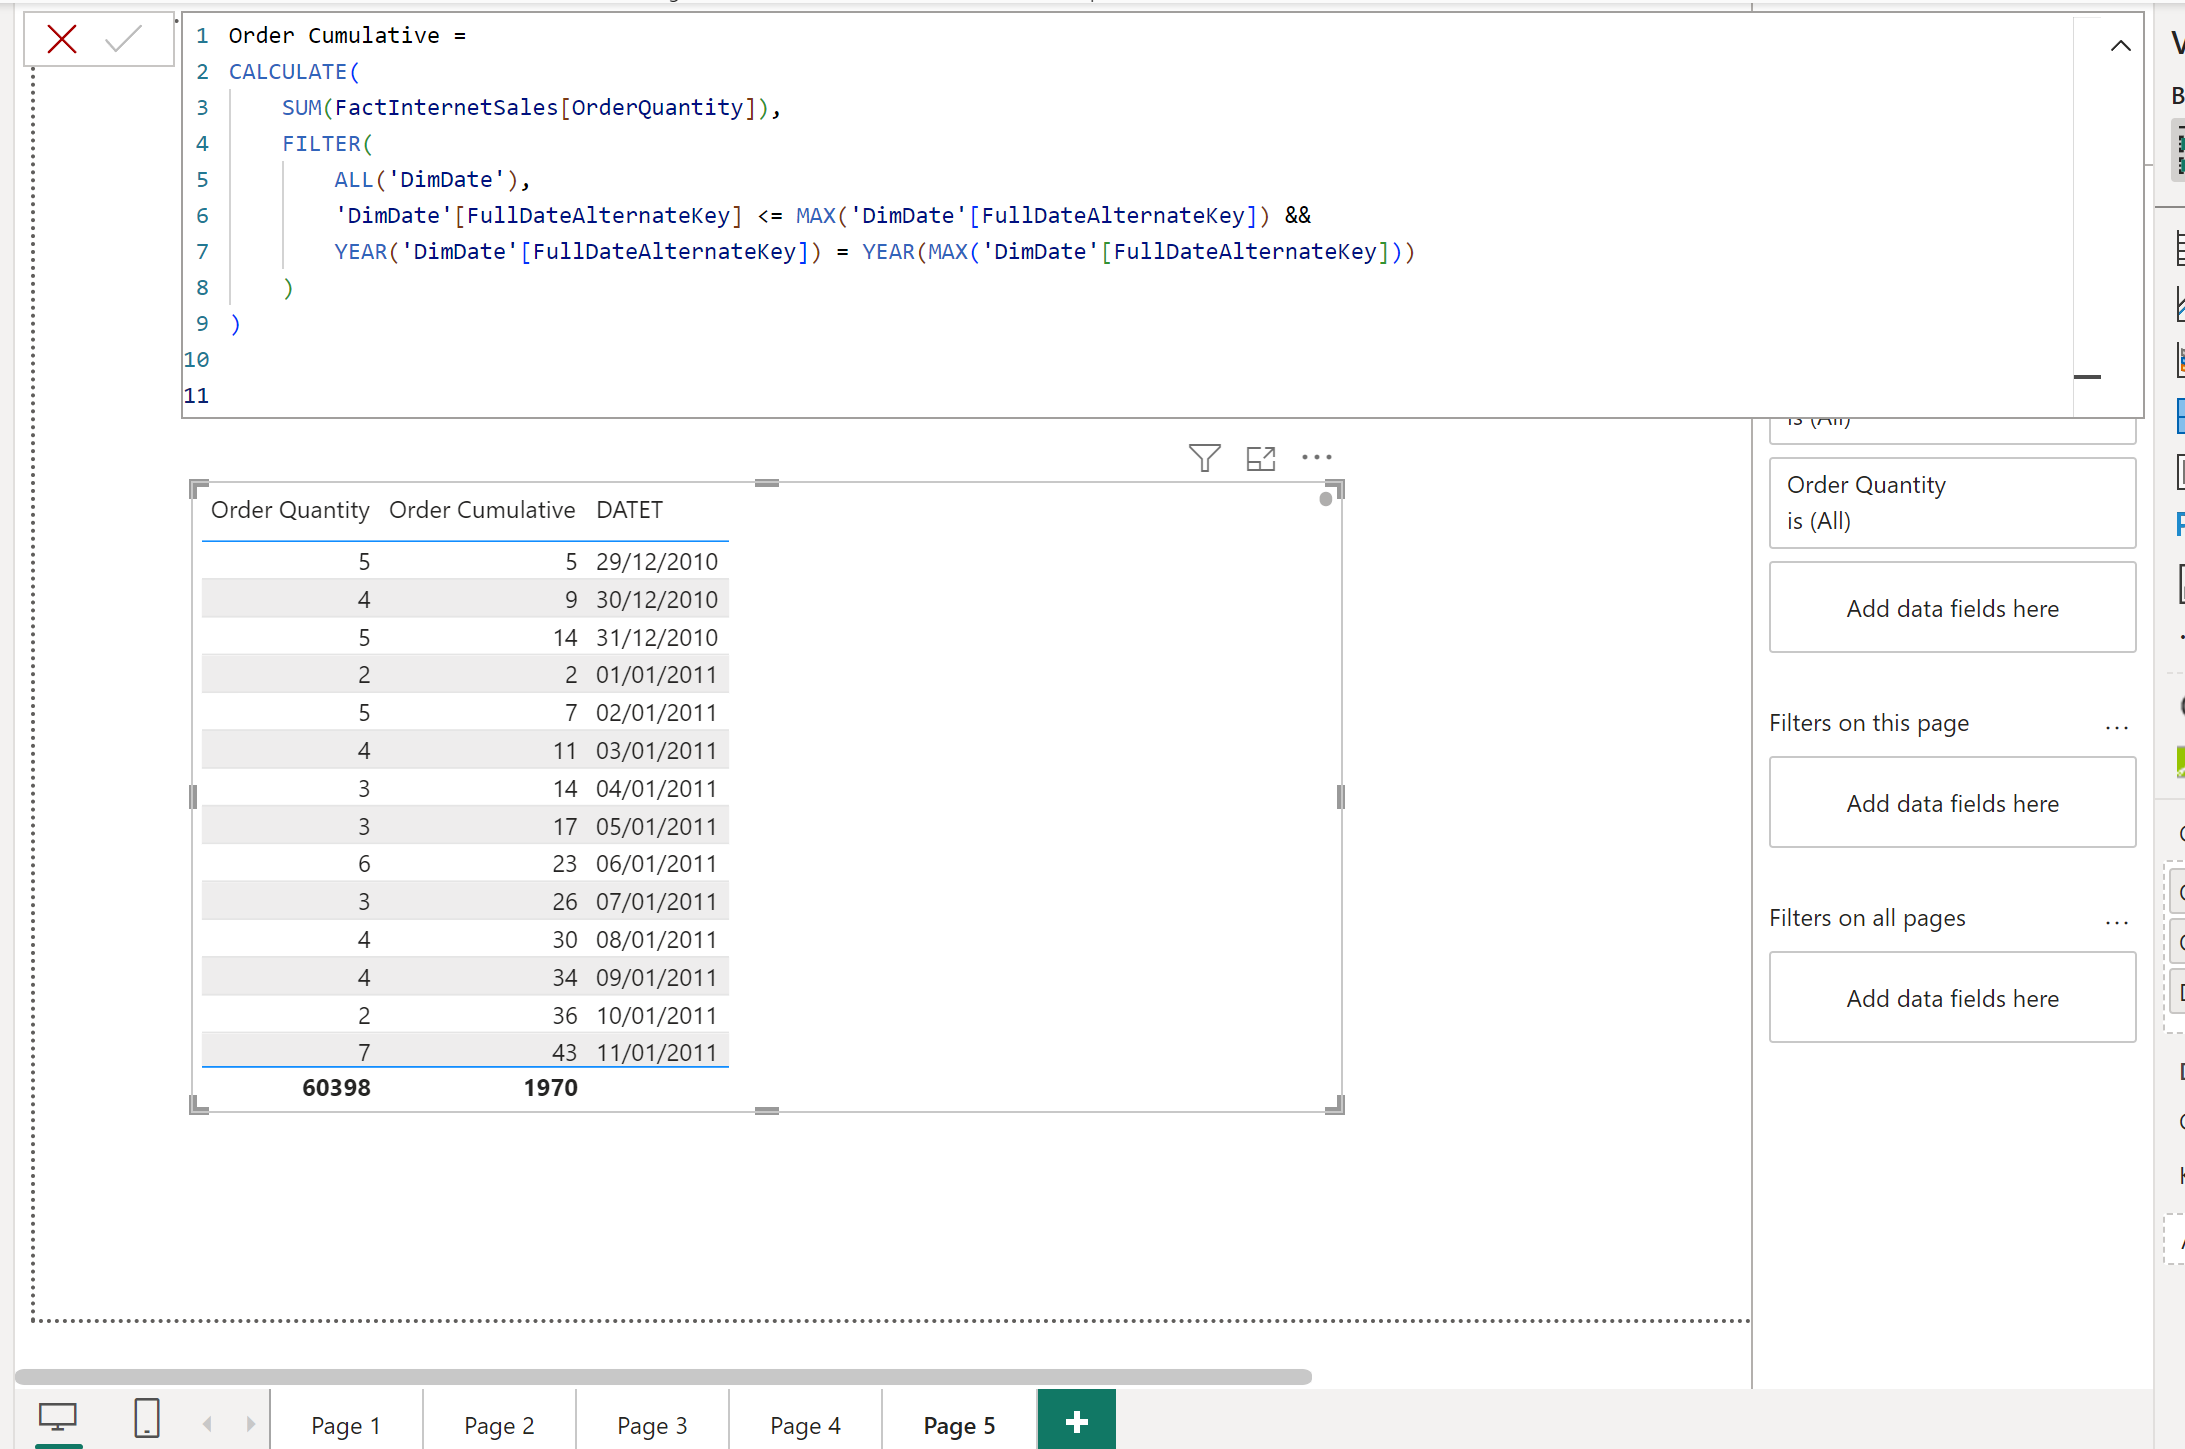 1 Order Cumulative =
2 CALCULATE(
3 SUM(FactInternetSales[OrderQuantity]),
4 FILTER(
5 ALL('DimDate'),
6 'DimDate'[FullDateAlternateKey] <= MAX('DimDate'[FullDateAlternateKey]) &&
7 YEAR('DimDate'[FullDateAlternateKey]) = YEAR(MAX('DimDate'[FullDateAlternateKey]))
8 )
9 )
10
11
is (All)
Order Quantity
is (All)
Add data fields here
Filters on this page ...
Add data fields here
Filters on all pages ...
Add data fields here
Order Quantity Order Cumulative DATET
5 5 29/12/2010
4 9 30/12/2010
5 14 31/12/2010
2 2 01/01/2011
5 7 02/01/2011
4 11 03/01/2011
3 14 04/01/2011
3 17 05/01/2011
6 23 06/01/2011
3 26 07/01/2011
4 30 08/01/2011
4 34 09/01/2011
2 36 10/01/2011
7 43 11/01/2011
60398 1970
Page 1 Page 2 Page 3 Page 4 Page 5